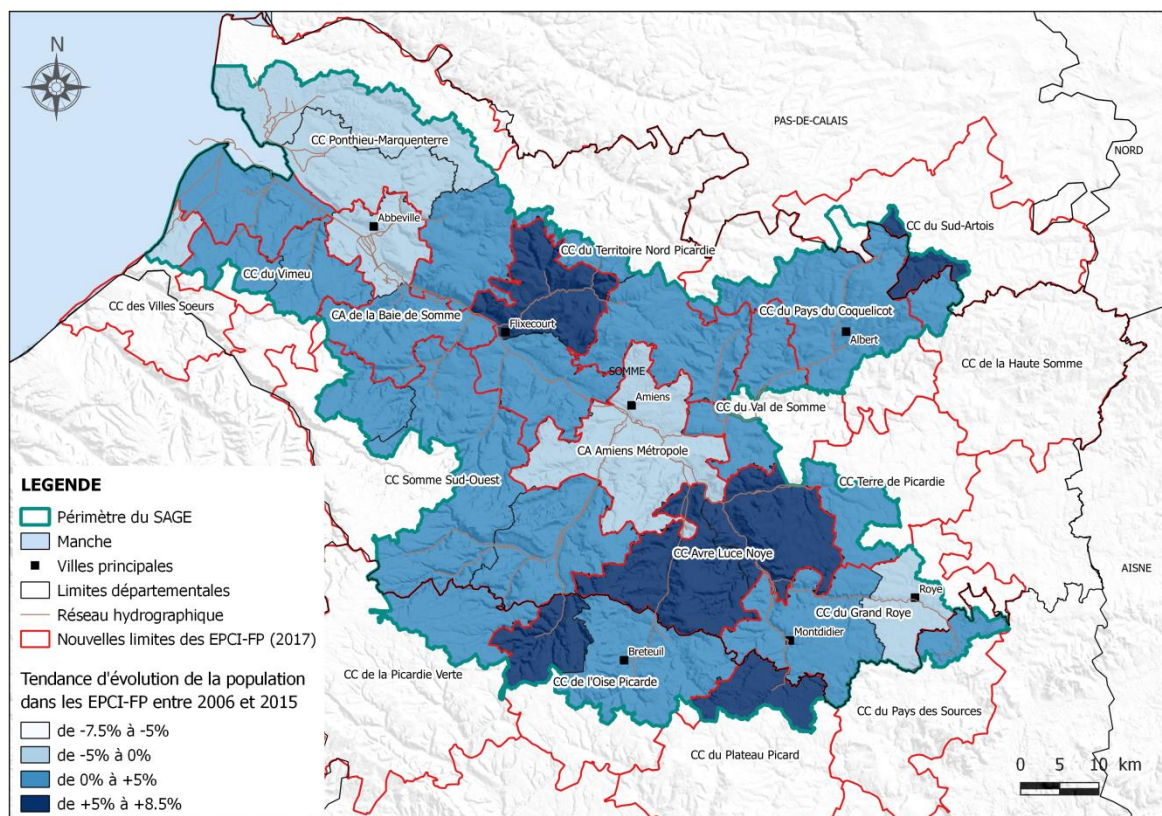 N
PAS-DE-CALAIS
NORD
CC Ponthieu-Marquenterre
Abbeville
CC du Sud-Artois
CC du Territoire Nord Picardie
CC du Vimeu
CC des Villes Soeurs
CA de la Baie de Somme
CC du Pays du Coquelicot
Flixecourt
Albert
CC de la Haute Somme
SOMME
Amiens
CC du Val de Somme
CA Amiens Métropole
CC Somme Sud-Ouest
CC Terre de Picardie
CC Avre Luce Noye
AISNE
Roye
CC du Grand Roye
Montdidier
Breteuil
CC de la Picardie Verte
CC de l'Oise Picarde
CC du Pays des Sources
CC du Plateau Picard
LEGENDE
Périmètre du SAGE
Manche
Villes principales
Limites départementales
Réseau hydrographique
Nouvelles limites des EPCI-FP (2017)
Tendance d'évolution de la population
dans les EPCI-FP entre 2006 et 2015
de -7.5% à -5%
de -5% à 0%
de 0% à +5%
de +5% à +8.5%
0 5 10 km